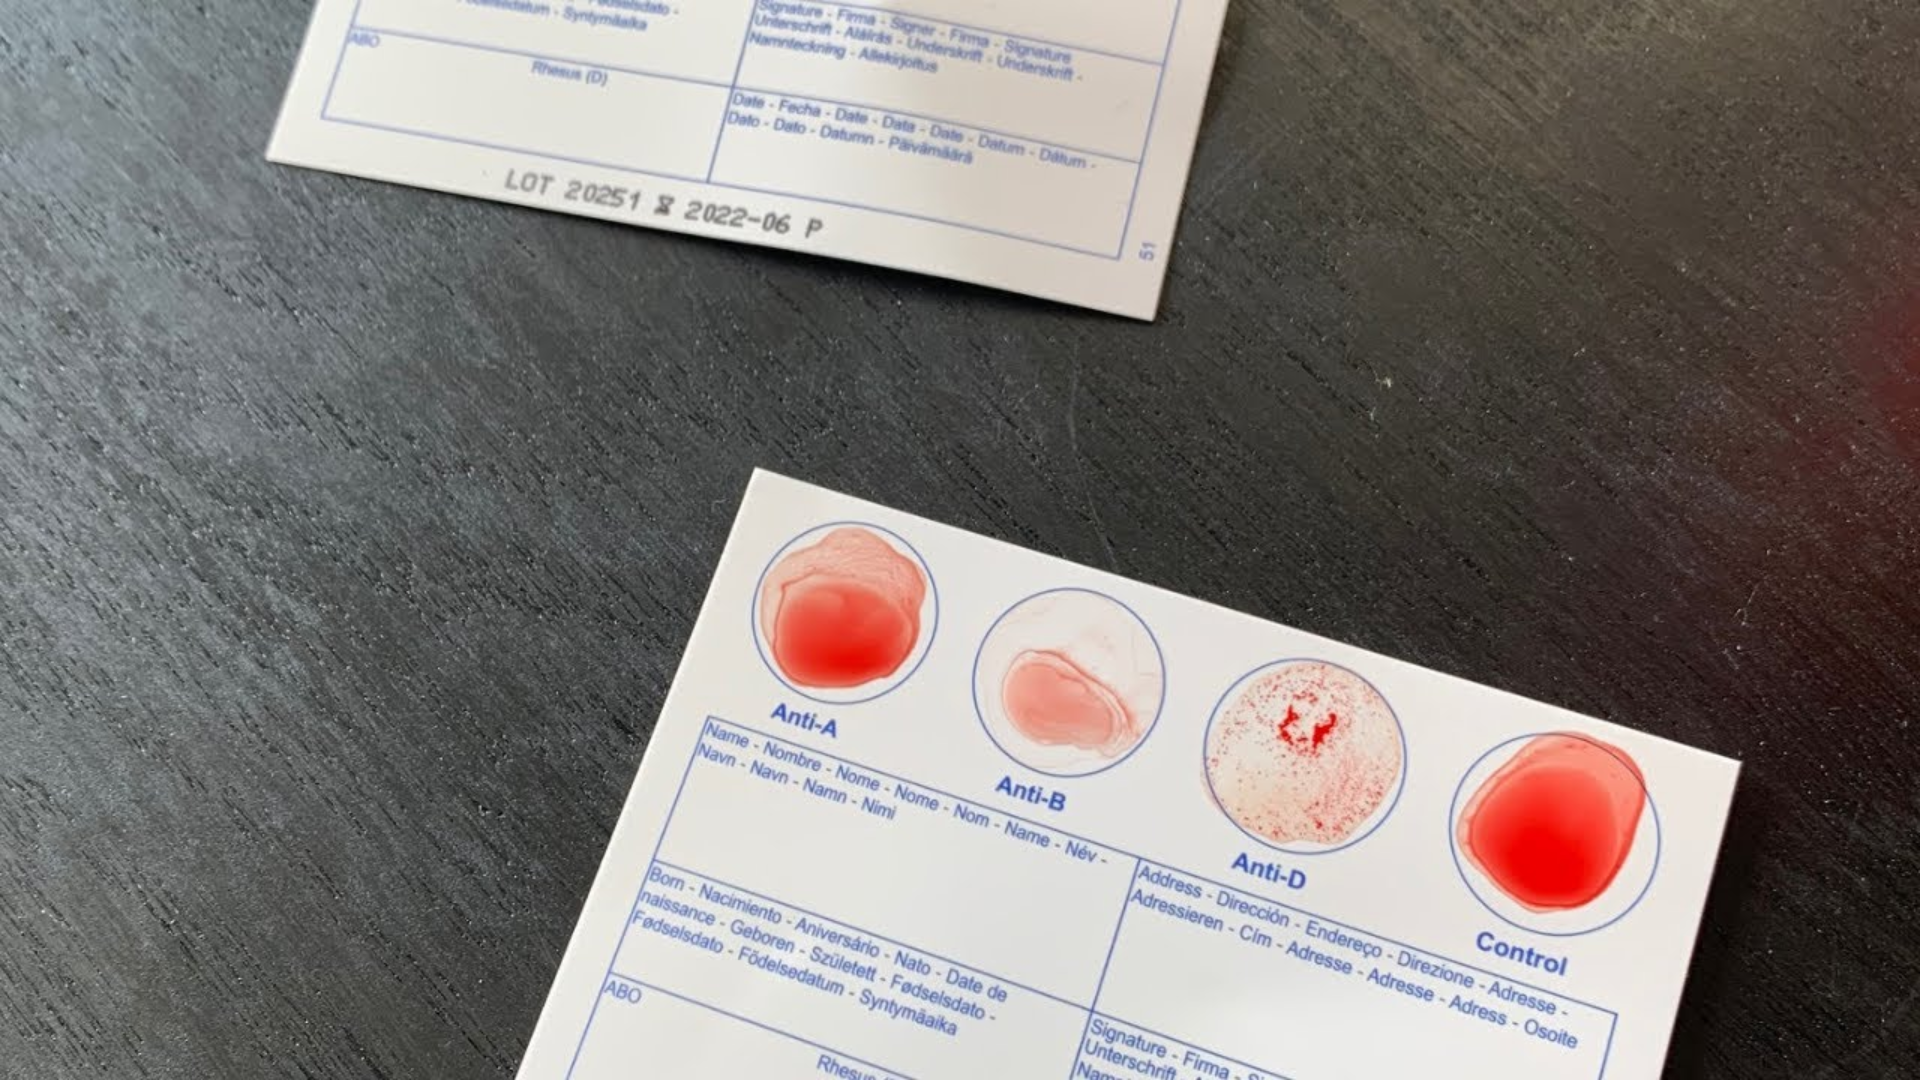 Fødselsdato -
Fødelsedatum - Syntymäaika
Signature - Firma - Signer - Firma - Signature
Unterschrift - Aláírás - Underskrift - Underskrift -
Namnteckning - Allekirjoitus
ABO
Rhesus (D)
Date - Fecha - Date - Data - Date - Datum - Dátum -
Dato - Dato - Datumn - Päivämäärä
LOT 20251 ⧗ 2022-06 P
51
Anti-A
Anti-B
Anti-D
Control
Name - Nombre - Nome - Nome - Nom - Name - Név -
Navn - Navn - Namn - Nimi
Address - Dirección - Endereço - Direzione - Adresse -
Adressieren - Cím - Adresse - Adresse - Adress - Osoite
Born - Nacimiento - Aniversário - Nato - Date de
naissance - Geboren - Született - Fødselsdato -
Fødselsdato - Födelsedatum - Syntymäaika
ABO
Rhesus
Signature - Firma -
Unterschrift -